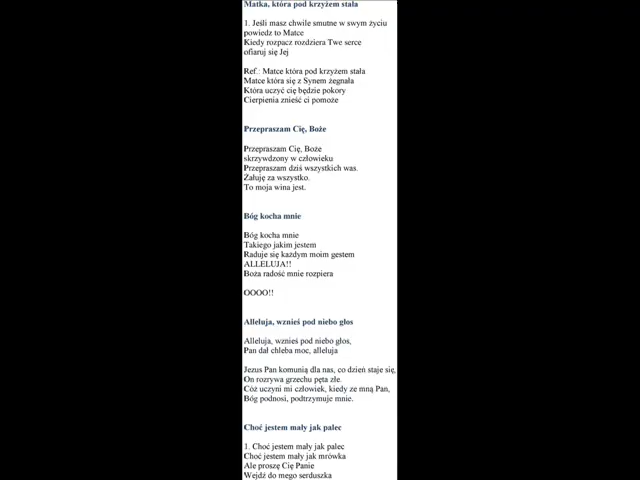 Matka, która pod krzyżem stała
1. Jeśli masz chwile smutne w swym życiu
powiedz to Matce
Kiedy rozpacz rozdziera Twe serce
ofiaruj się Jej
Ref.: Matce która pod krzyżem stała
Matce która się z Synem żegnała
Która uczyć cię będzie pokory
Cierpienia znieść ci pomoże
Przepraszam Cię, Boże
Przepraszam Cię, Boże
skrzywdzony w człowieku
Przepraszam dziś wszystkich was.
Żałuję za wszystko.
To moja wina jest.
Bóg kocha mnie
Bóg kocha mnie
Takiego jakim jestem
Raduje się każdym moim gestem
ALLELUJA!!
Boża radość mnie rozpiera
OOOO!!
Alleluja, wznieś pod niebo głos
Alleluja, wznieś pod niebo głos,
Pan dał chleba moc, alleluja
Jezus Pan komunią dla nas, co dzień staje się,
On rozrywa grzechu pęta złe.
Cóż uczyni mi człowiek, kiedy ze mną Pan,
Bóg podnosi, podtrzymuje mnie.
Choć jestem mały jak palec
1. Choć jestem mały jak palec
Choć jestem mały jak mrówka
Ale proszę Cię Panie
Wejdź do mego serduszka